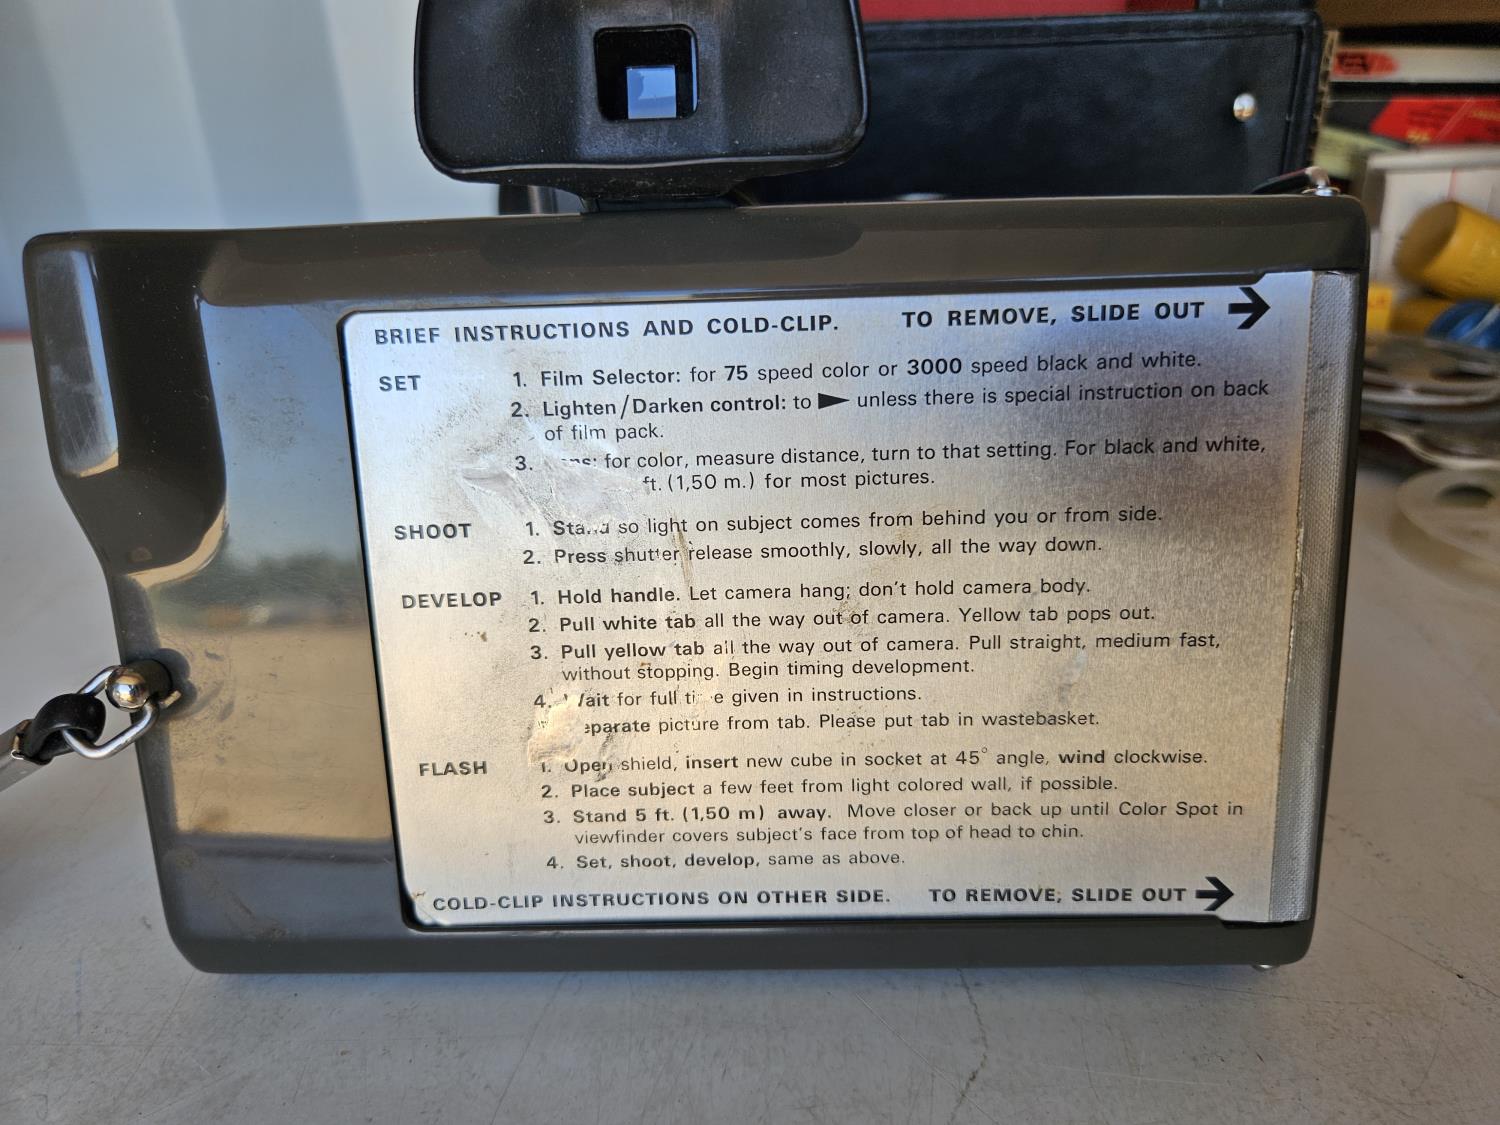 BRIEF INSTRUCTIONS AND COLD-CLIP. TO REMOVE, SLIDE OUT
SET 1. Film Selector: for 75 speed color or 3000 speed black and white.
2. Lighten/Darken control: to unless there is special instruction on back
of film pack.
3. for color, measure distance, turn to that setting. For black and white,
ft. (1,50 m.) for most pictures.
SHOOT 1. Stand so light on subject comes from behind you or from side.
2. Press shutter release smoothly, slowly, all the way down.
DEVELOP 1. Hold handle. Let camera hang; don't hold camera body.
2. Pull white tab all the way out of camera. Yellow tab pops out.
3. Pull yellow tab all the way out of camera. Pull straight, medium fast,
without stopping. Begin timing development.
4. Wait for full time given in instructions.
Separate picture from tab. Please put tab in wastebasket.
FLASH 1. Open shield, insert new cube in socket at 45° angle, wind clockwise.
2. Place subject a few feet from light colored wall, if possible.
3. Stand 5 ft. (1,50 m) away. Move closer or back up until Color Spot in
viewfinder covers subject's face from top of head to chin.
4. Set, shoot, develop, same as above.
COLD-CLIP INSTRUCTIONS ON OTHER SIDE. TO REMOVE, SLIDE OUT